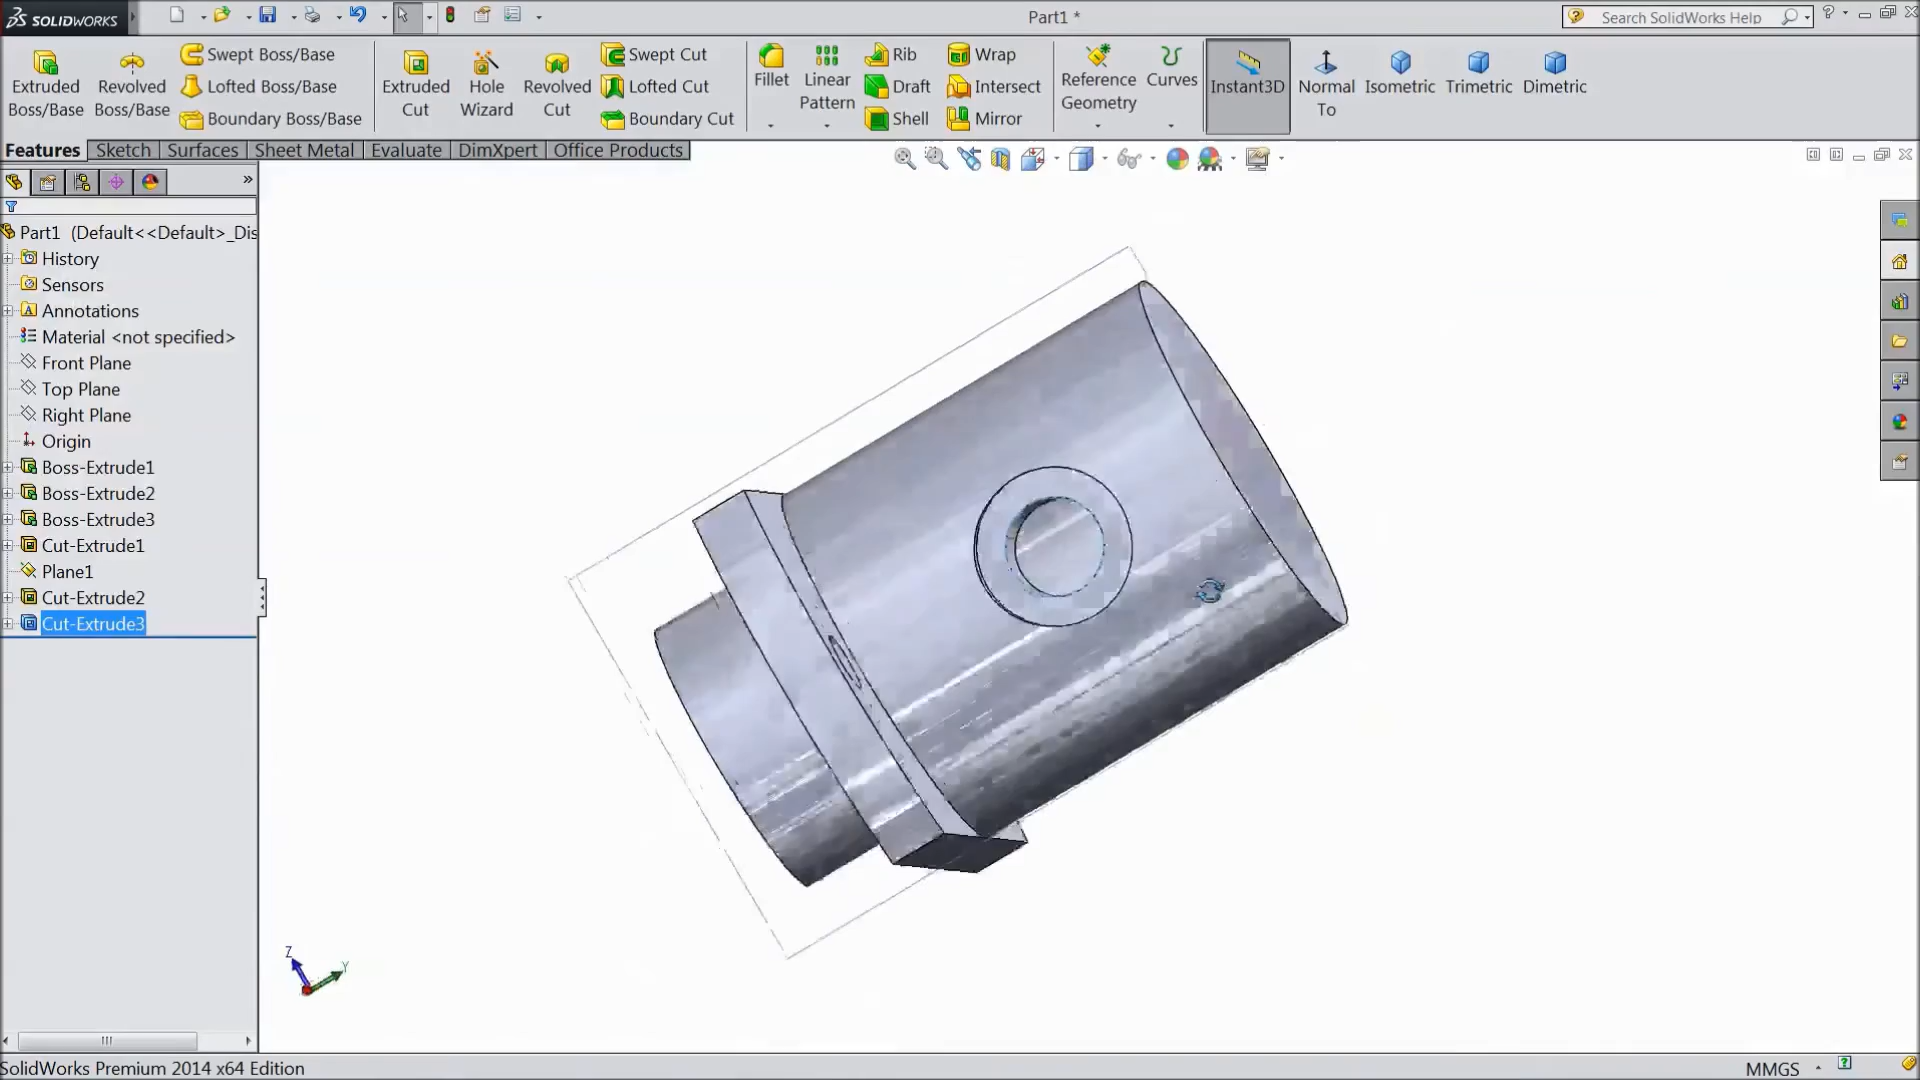 SOLIDWORKS
Part1 *
Search SolidWorks Help
Extruded Boss/Base
Revolved Boss/Base
Swept Boss/Base
Lofted Boss/Base
Boundary Boss/Base
Extruded Cut
Hole Wizard
Revolved Cut
Swept Cut
Lofted Cut
Boundary Cut
Fillet
Linear Pattern
Rib
Draft
Shell
Wrap
Intersect
Mirror
Reference Geometry
Curves
Instant3D
Normal To
Isometric
Trimetric
Dimetric
Features
Sketch
Surfaces
Sheet Metal
Evaluate
DimXpert
Office Products
Part1 (Default<<Default>_Dis
History
Sensors
Annotations
Material <not specified>
Front Plane
Top Plane
Right Plane
Origin
Boss-Extrude1
Boss-Extrude2
Boss-Extrude3
Cut-Extrude1
Plane1
Cut-Extrude2
Cut-Extrude3
Z
Y
SolidWorks Premium 2014 x64 Edition
MMGS